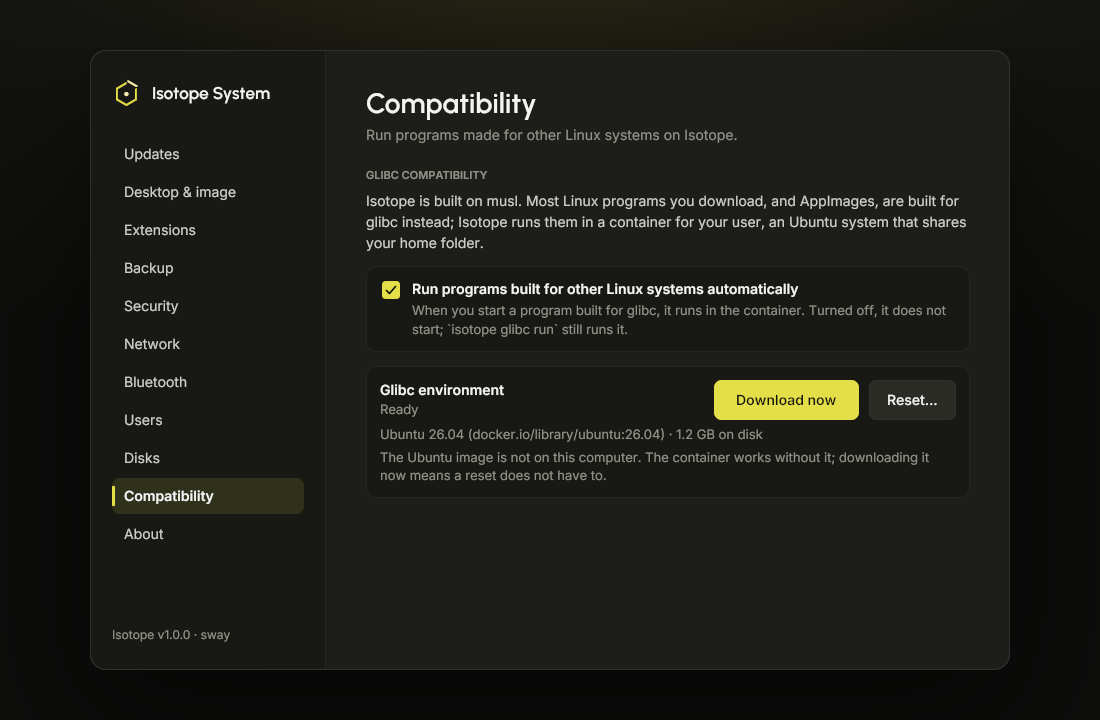 Isotope System
Updates
Desktop & image
Extensions
Backup
Security
Network
Bluetooth
Users
Disks
Compatibility
About
Isotope v1.0.0 · sway
Compatibility
Run programs made for other Linux systems on Isotope.
GLIBC COMPATIBILITY
Isotope is built on musl. Most Linux programs you download, and AppImages, are built for
glibc instead; Isotope runs them in a container for your user, an Ubuntu system that shares
your home folder.
Run programs built for other Linux systems automatically
When you start a program built for glibc, it runs in the container. Turned off, it does not
start; `isotope glibc run` still runs it.
Glibc environment
Ready
Download now
Reset...
Ubuntu 26.04 (docker.io/library/ubuntu:26.04) · 1.2 GB on disk
The Ubuntu image is not on this computer. The container works without it; downloading it
now means a reset does not have to.